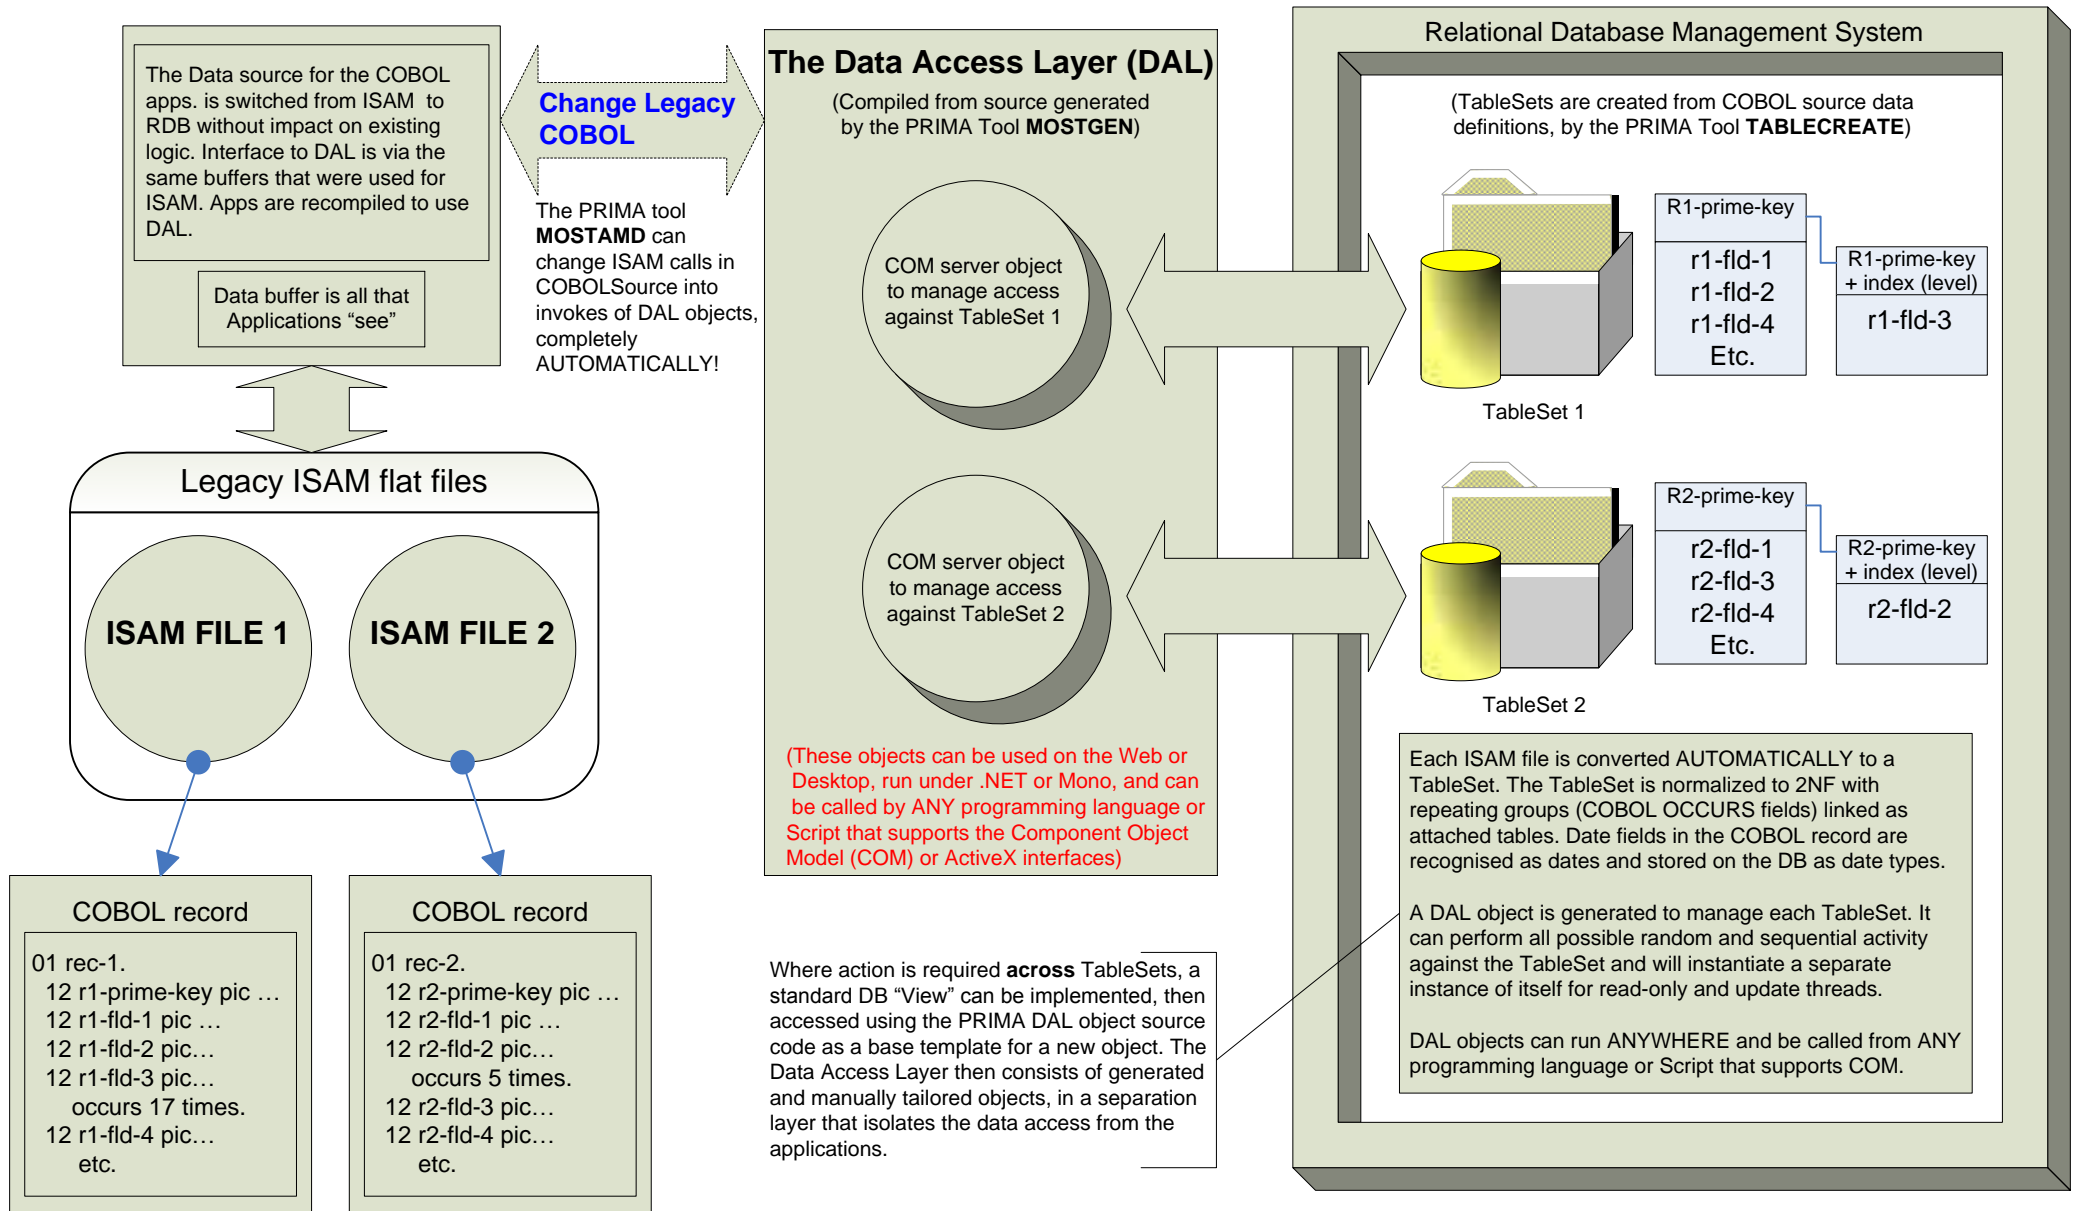 The Data source for the COBOL
apps. is switched from ISAM to
RDB without impact on existing
logic. Interface to DAL is via the
same buffers that were used for
ISAM. Apps are recompiled to use
DAL.
Data buffer is all that
Applications “see”
Change Legacy
COBOL
The PRIMA tool
MOSTAMD can
change ISAM calls in
COBOLSource into
invokes of DAL objects,
completely
AUTOMATICALLY!
Legacy ISAM flat files
ISAM FILE 1
ISAM FILE 2
COBOL record
01 rec-1.
12 r1-prime-key pic …
12 r1-fld-1 pic …
12 r1-fld-2 pic…
12 r1-fld-3 pic…
occurs 17 times.
12 r1-fld-4 pic…
etc.
COBOL record
01 rec-2.
12 r2-prime-key pic …
12 r2-fld-1 pic …
12 r2-fld-2 pic…
occurs 5 times.
12 r2-fld-3 pic…
12 r2-fld-4 pic…
etc.
The Data Access Layer (DAL)
(Compiled from source generated
by the PRIMA Tool MOSTGEN)
COM server object
to manage access
against TableSet 1
COM server object
to manage access
against TableSet 2
(These objects can be used on the Web or
Desktop, run under .NET or Mono, and can
be called by ANY programming language or
Script that supports the Component Object
Model (COM) or ActiveX interfaces)
Where action is required across TableSets, a
standard DB “View” can be implemented, then
accessed using the PRIMA DAL object source
code as a base template for a new object. The
Data Access Layer then consists of generated
and manually tailored objects, in a separation
layer that isolates the data access from the
applications.
Relational Database Management System
(TableSets are created from COBOL source data
definitions, by the PRIMA Tool TABLECREATE)
R1-prime-key
r1-fld-1
r1-fld-2
r1-fld-4
Etc.
R1-prime-key
+ index (level)
r1-fld-3
TableSet 1
R2-prime-key
r2-fld-1
r2-fld-3
r2-fld-4
Etc.
R2-prime-key
+ index (level)
r2-fld-2
TableSet 2
Each ISAM file is converted AUTOMATICALLY to a
TableSet. The TableSet is normalized to 2NF with
repeating groups (COBOL OCCURS fields) linked as
attached tables. Date fields in the COBOL record are
recognised as dates and stored on the DB as date types.
A DAL object is generated to manage each TableSet. It
can perform all possible random and sequential activity
against the TableSet and will instantiate a separate
instance of itself for read-only and update threads.
DAL objects can run ANYWHERE and be called from ANY
programming language or Script that supports COM.